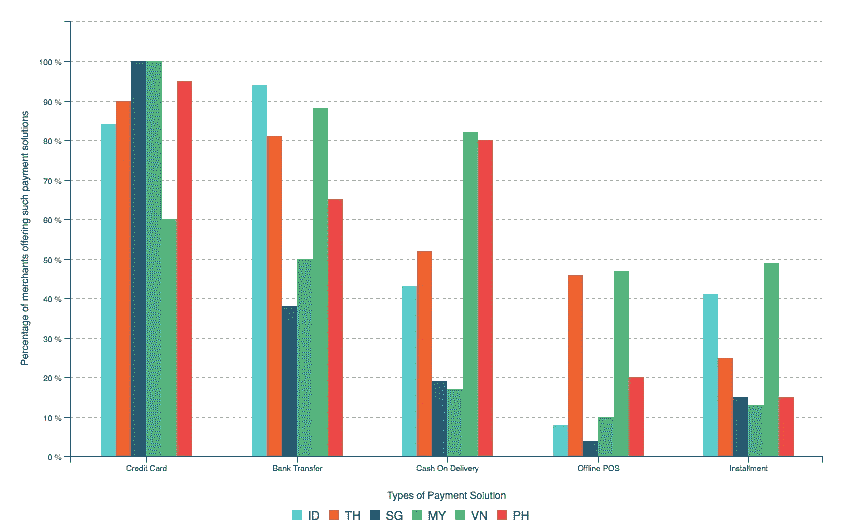 Percentage of merchants offering such payment solutions
100 %
90 %
80 %
70 %
60 %
50 %
40 %
30 %
20 %
10 %
0 %
Credit Card Bank Transfer Cash On Delivery Offline POS Installment
Types of Payment Solution
ID TH SG MY VN PH